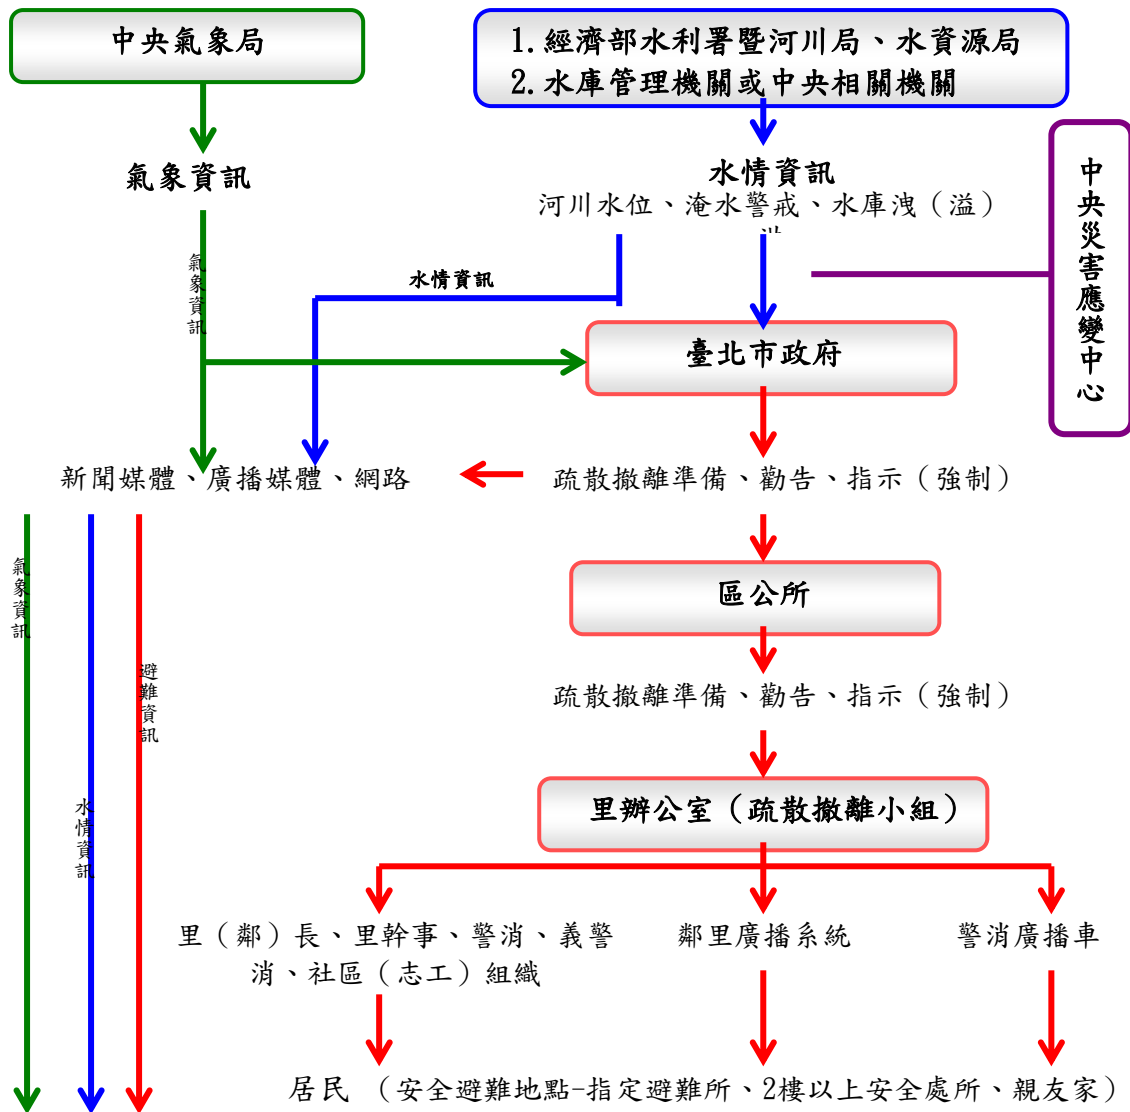 中央氣象局
1.經濟部水利署暨河川局、水資源局
2.水庫管理機關或中央相關機關
氣象資訊
水情資訊
河川水位、淹水警戒、水庫洩（溢）
中央災害應變中心
氣象資訊
水情資訊
臺北市政府
新聞媒體、廣播媒體、網路
疏散撤離準備、勸告、指示（強制）
氣象資訊
區公所
避難資訊
疏散撤離準備、勸告、指示（強制）
水情資訊
里辦公室（疏散撤離小組）
里（鄰）長、里幹事、警消、義警
消、社區（志工）組織
鄰里廣播系統
警消廣播車
居民 （安全避難地點-指定避難所、2樓以上安全處所、親友家）